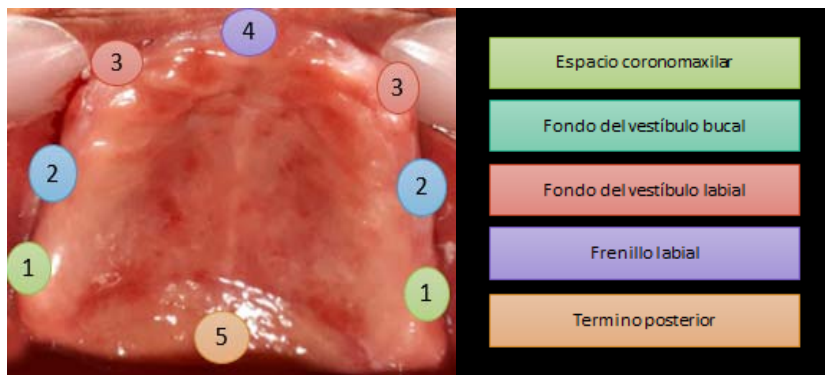 4
3
3
2
2
1
1
5
Espacio coronomaxilar
Fondo del vestíbulo bucal
Fondo del vestíbulo labial
Frenillo labial
Termino posterior